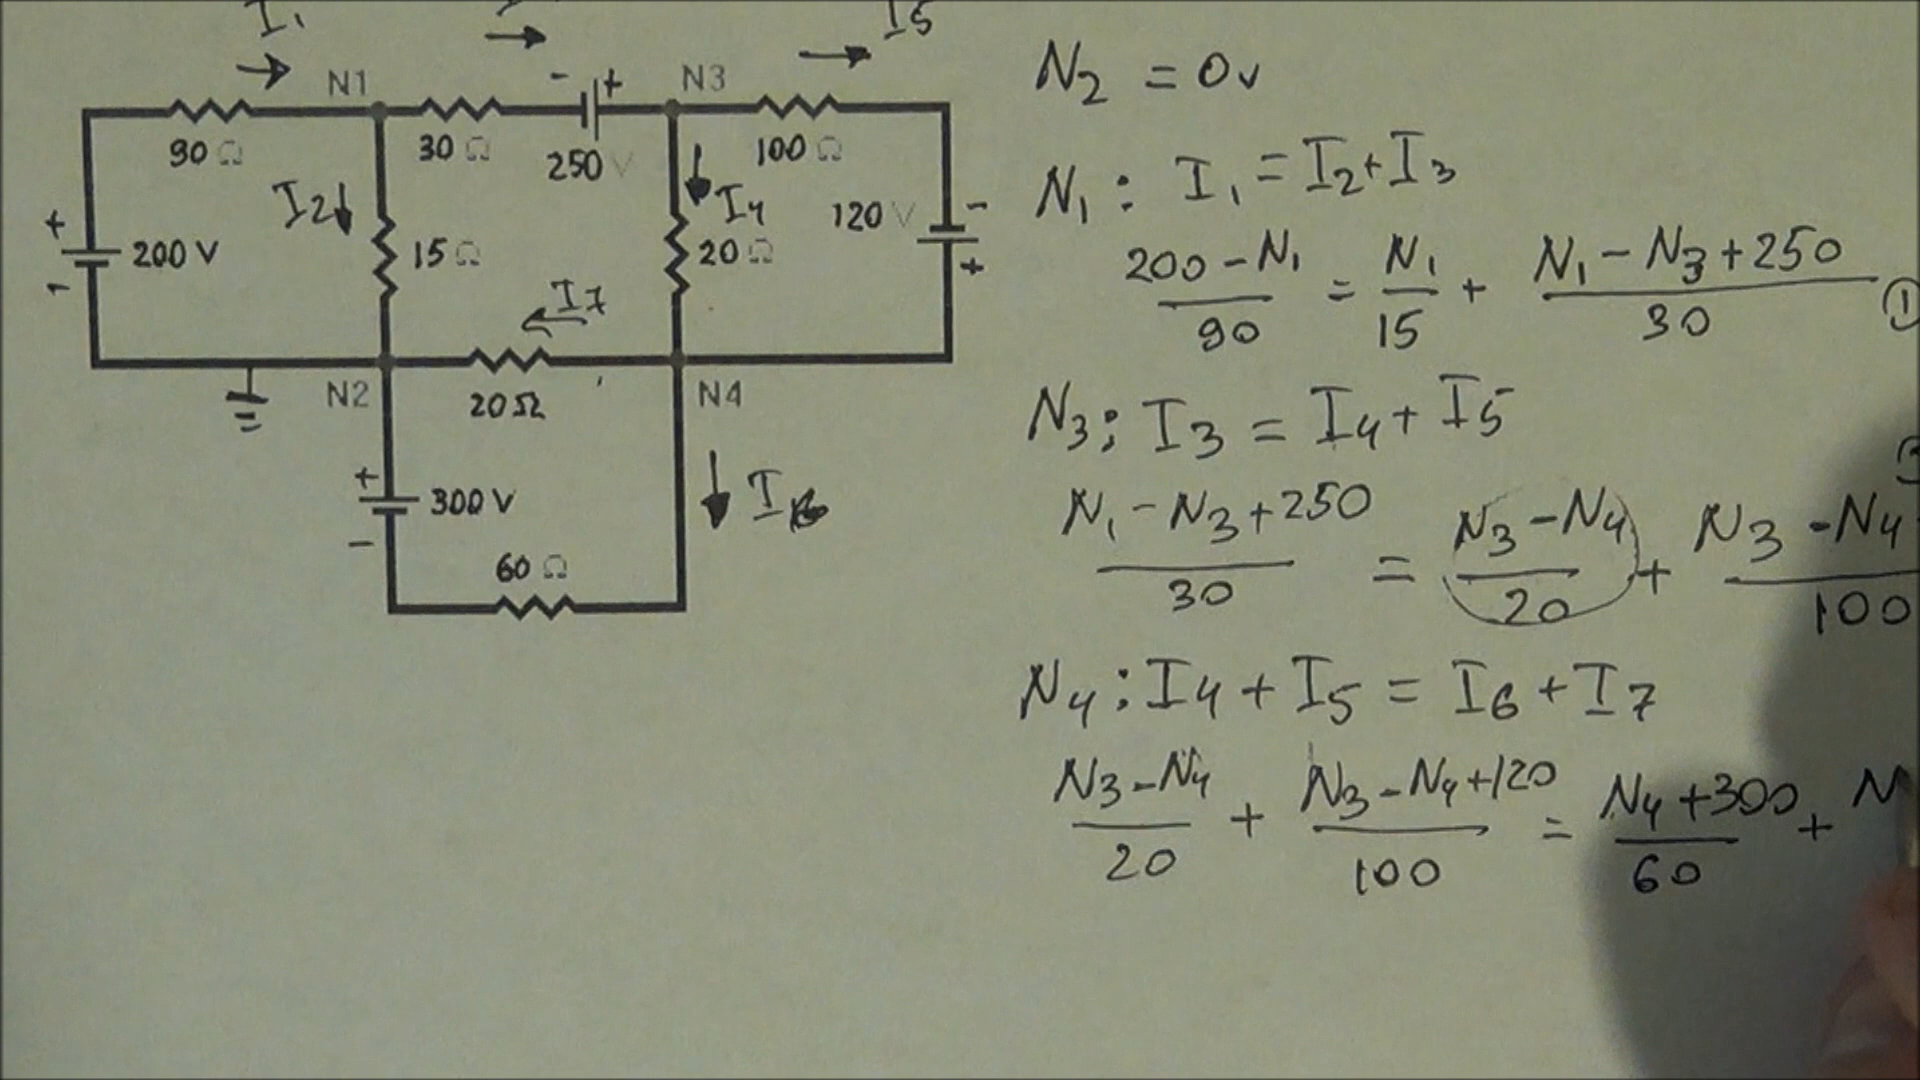 I₁
I5
N1
N3
- +
90 Ω
30 Ω
250 V
100 Ω
I2
I4
+
200 V
-
15 Ω
20 Ω
120 V
-
+
I7
N2
20Ω
N4
+
300 V
-
I6
60 Ω
N2 = 0v
N1 : I1 = I2+I3
200-N1 / 90 = N1 / 15 + N1-N3+250 / 30 ①
N3: I3 = I4+I5
N1-N3+250 / 30 = N3-N4 / 20 + N3-N4 / 100
N4: I4+I5 = I6+I7
N3-N4 / 20 + N3-N4+120 / 100 = N4+300 / 60 + N